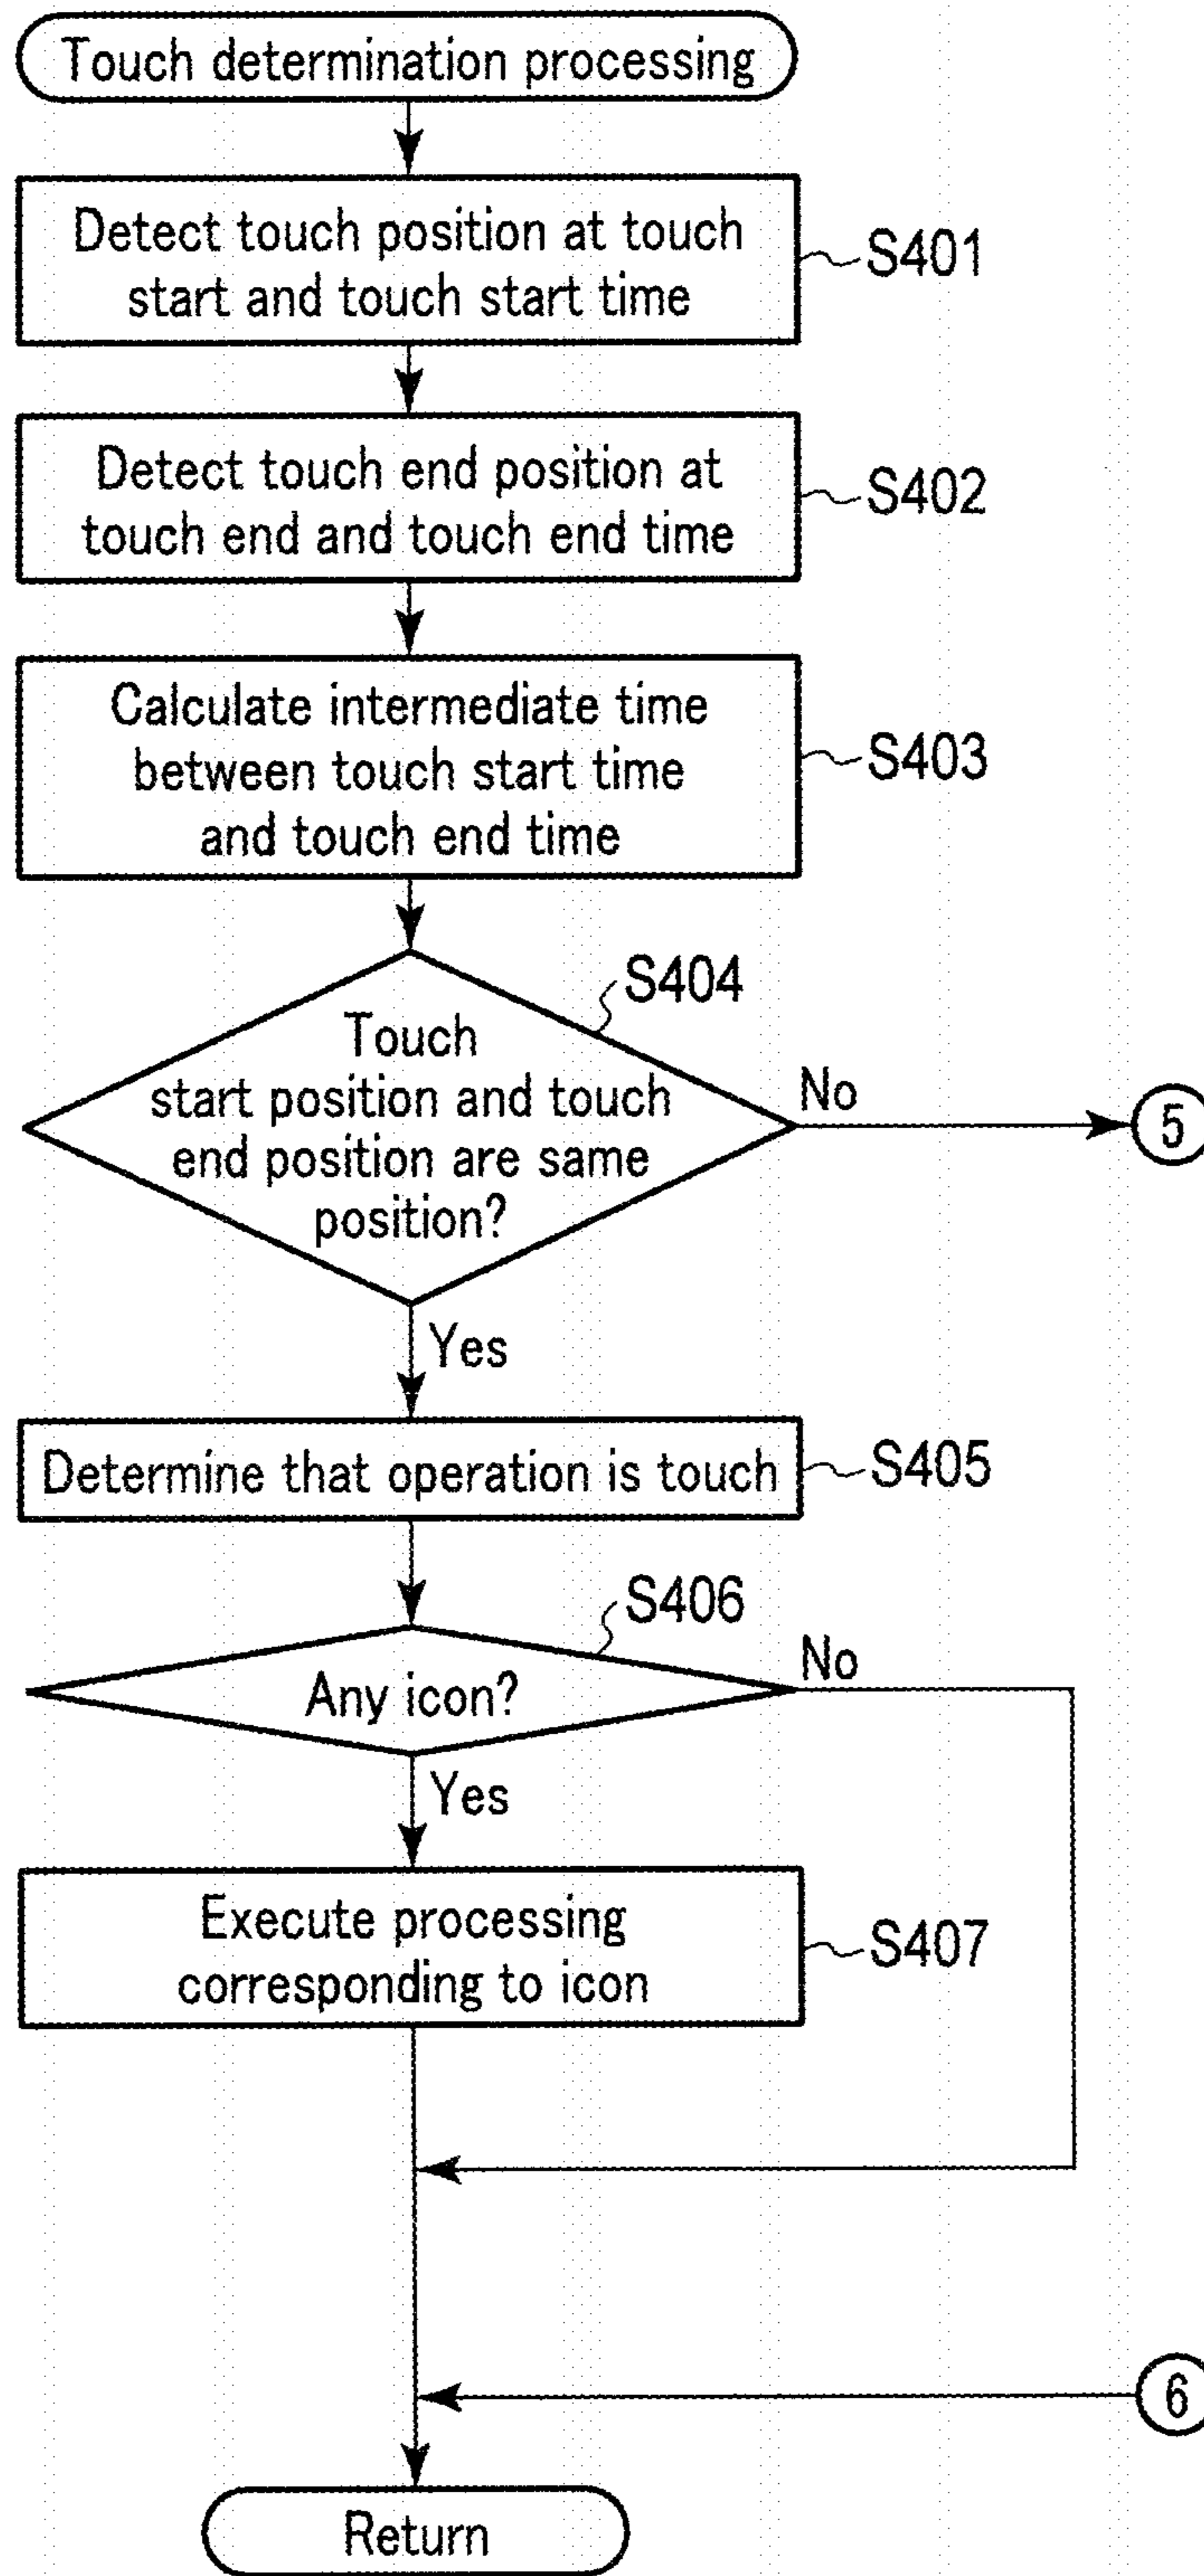 Touch determination processing
Detect touch position at touch
start and touch start time
S401
Detect touch end position at
touch end and touch end time
S402
Calculate intermediate time
between touch start time
and touch end time
S403
S404
Touch
start position and touch
end position are same
position?
No
5
Yes
Determine that operation is touch
S405
S406
Any icon?
No
Yes
Execute processing
corresponding to icon
S407
6
Return